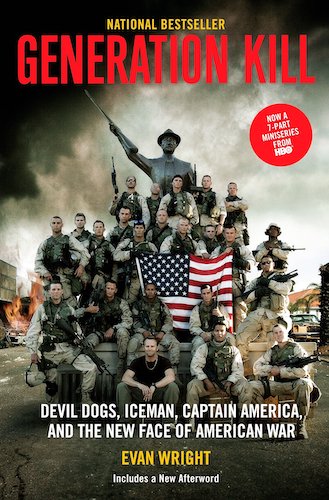 NATIONAL BESTSELLER
GENERATION KILL
NOW A
7-PART
MINISERIES
FROM
HBO
DEVIL DOGS, ICEMAN, CAPTAIN AMERICA,
AND THE NEW FACE OF AMERICAN WAR
EVAN WRIGHT
Includes a New Afterword